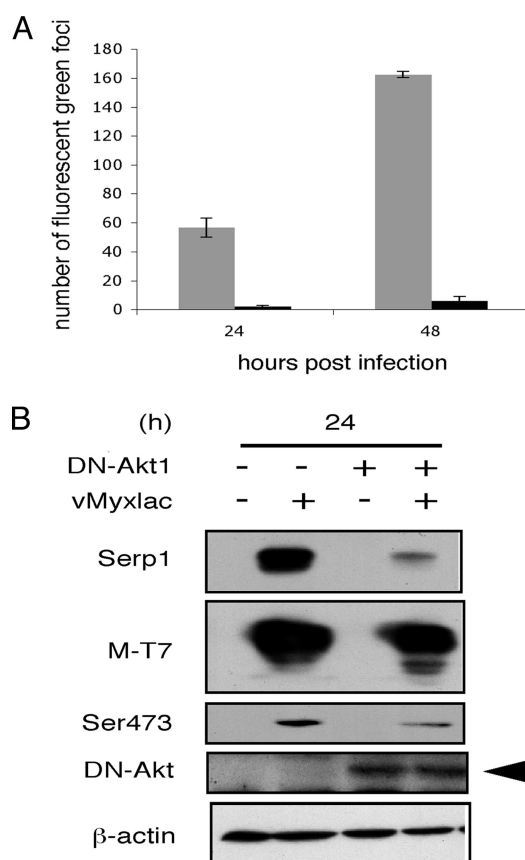 A
number of fluorescent green foci
180
160
140
120
100
80
60
40
20
0
24 48
hours post infection
B
(h) 24
DN-Akt1 - - + +
vMyxlac - + - +
Serp1
M-T7
Ser473
DN-Akt
β-actin